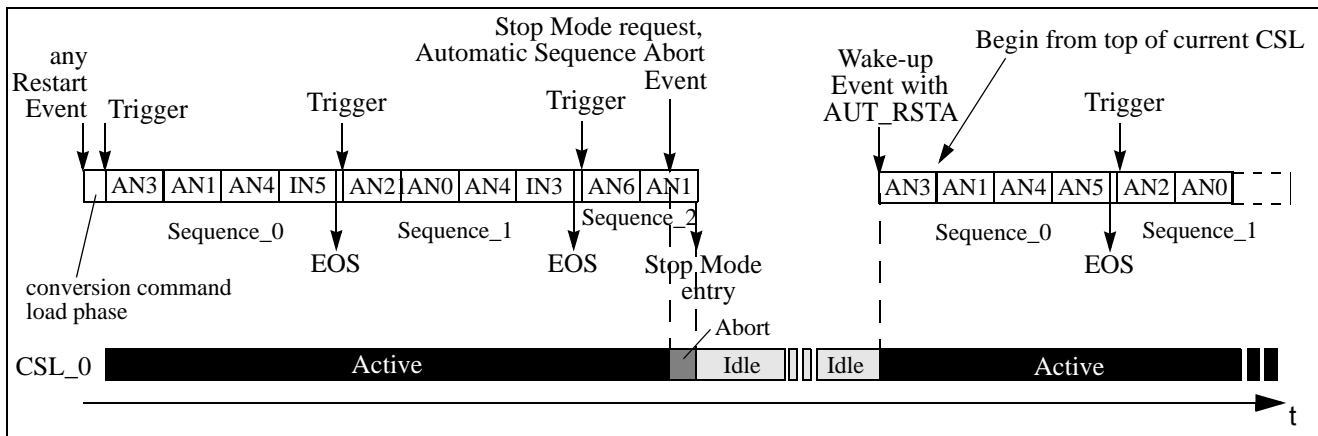 Stop Mode request,
Automatic Sequence Abort
Event
any
Restart
Event
Trigger
Trigger
Trigger
Wake-up
Event with
AUT_RSTA
Begin from top of current CSL
Trigger
AN3 AN1 AN4 IN5 AN21 AN0 AN4 IN3 AN6 AN1
AN3 AN1 AN4 AN5 AN2 AN0
Sequence_0
Sequence_1
Sequence_2
Sequence_0
Sequence_1
EOS
EOS
EOS
Stop Mode
entry
conversion command
load phase
Abort
CSL_0
Active
Idle
Idle
Active
t